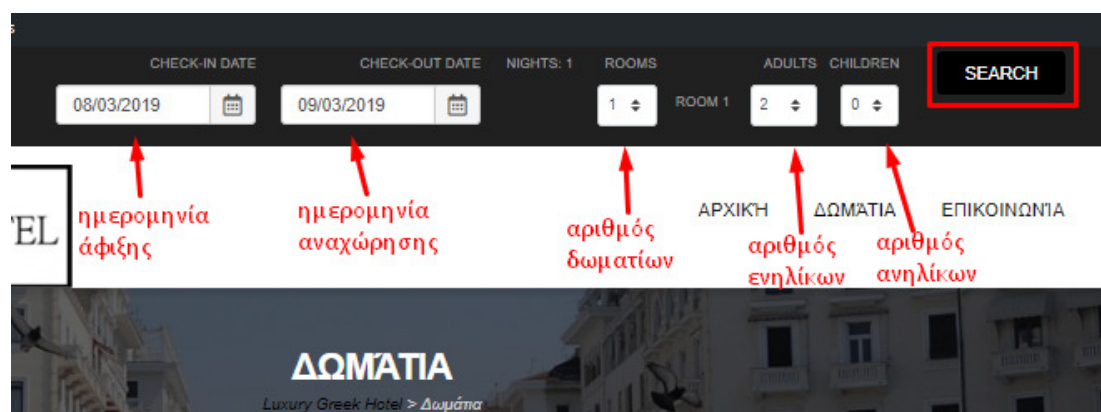 CHECK-IN DATE CHECK-OUT DATE NIGHTS: 1 ROOMS ADULTS CHILDREN
SEARCH
08/03/2019 09/03/2019 1 ROOM 1 2 0
ΑΡΧΙΚΉ ΔΩΜΆΤΙΑ ΕΠΙΚΟΙΝΩΝΊΑ
TEL
ημερομηνία
άφιξης
ημερομηνία
αναχώρησης
αριθμός
δωματίων
αριθμός
ενηλίκων
αριθμός
ανηλίκων
ΔΩΜΆΤΙΑ
Luxury Greek Hotel > Δωμάτια